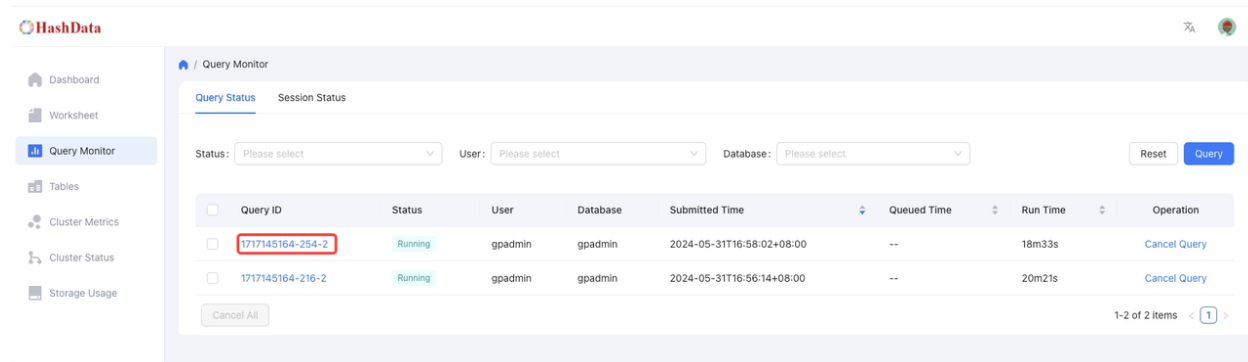 HashData
文A
Dashboard
Worksheet
Query Monitor
Tables
Cluster Metrics
Cluster Status
Storage Usage
/ Query Monitor
Query Status Session Status
Status: Please select User: Please select Database: Please select Reset Query
Query ID Status User Database Submitted Time Queued Time Run Time Operation
1717145164-254-2 Running gpadmin gpadmin 2024-05-31T16:58:02+08:00 -- 18m33s Cancel Query
1717145164-216-2 Running gpadmin gpadmin 2024-05-31T16:56:14+08:00 -- 20m21s Cancel Query
Cancel All 1-2 of 2 items < 1 >